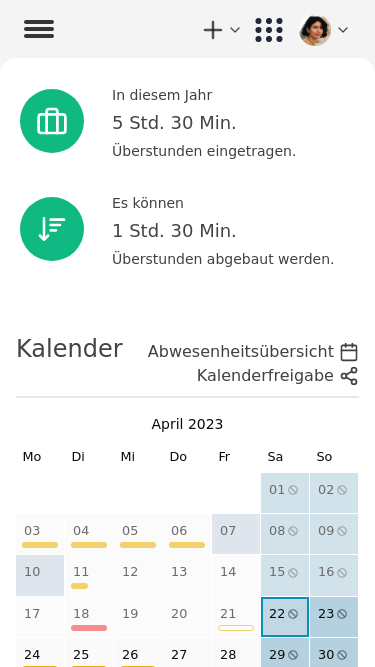 In diesem Jahr
5 Std. 30 Min.
Überstunden eingetragen.
Es können
1 Std. 30 Min.
Überstunden abgebaut werden.
Kalender
Abwesenheitsübersicht
Kalenderfreigabe
April 2023
Mo Di Mi Do Fr Sa So
01 02
03 04 05 06 07 08 09
10 11 12 13 14 15 16
17 18 19 20 21 22 23
24 25 26 27 28 29 30